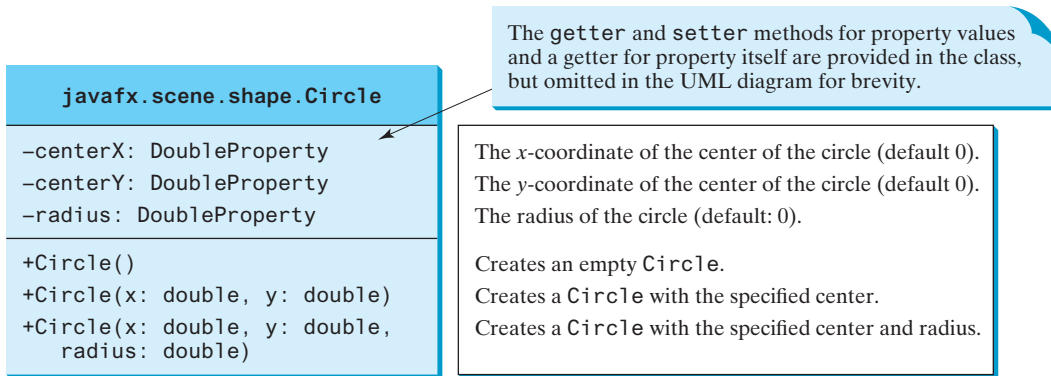 The getter and setter methods for property values
and a getter for property itself are provided in the class,
but omitted in the UML diagram for brevity.
javafx.scene.shape.Circle
–centerX: DoubleProperty
–centerY: DoubleProperty
–radius: DoubleProperty
The x-coordinate of the center of the circle (default 0).
The y-coordinate of the center of the circle (default 0).
The radius of the circle (default: 0).
+Circle()
+Circle(x: double, y: double)
+Circle(x: double, y: double,
radius: double)
Creates an empty Circle.
Creates a Circle with the specified center.
Creates a Circle with the specified center and radius.